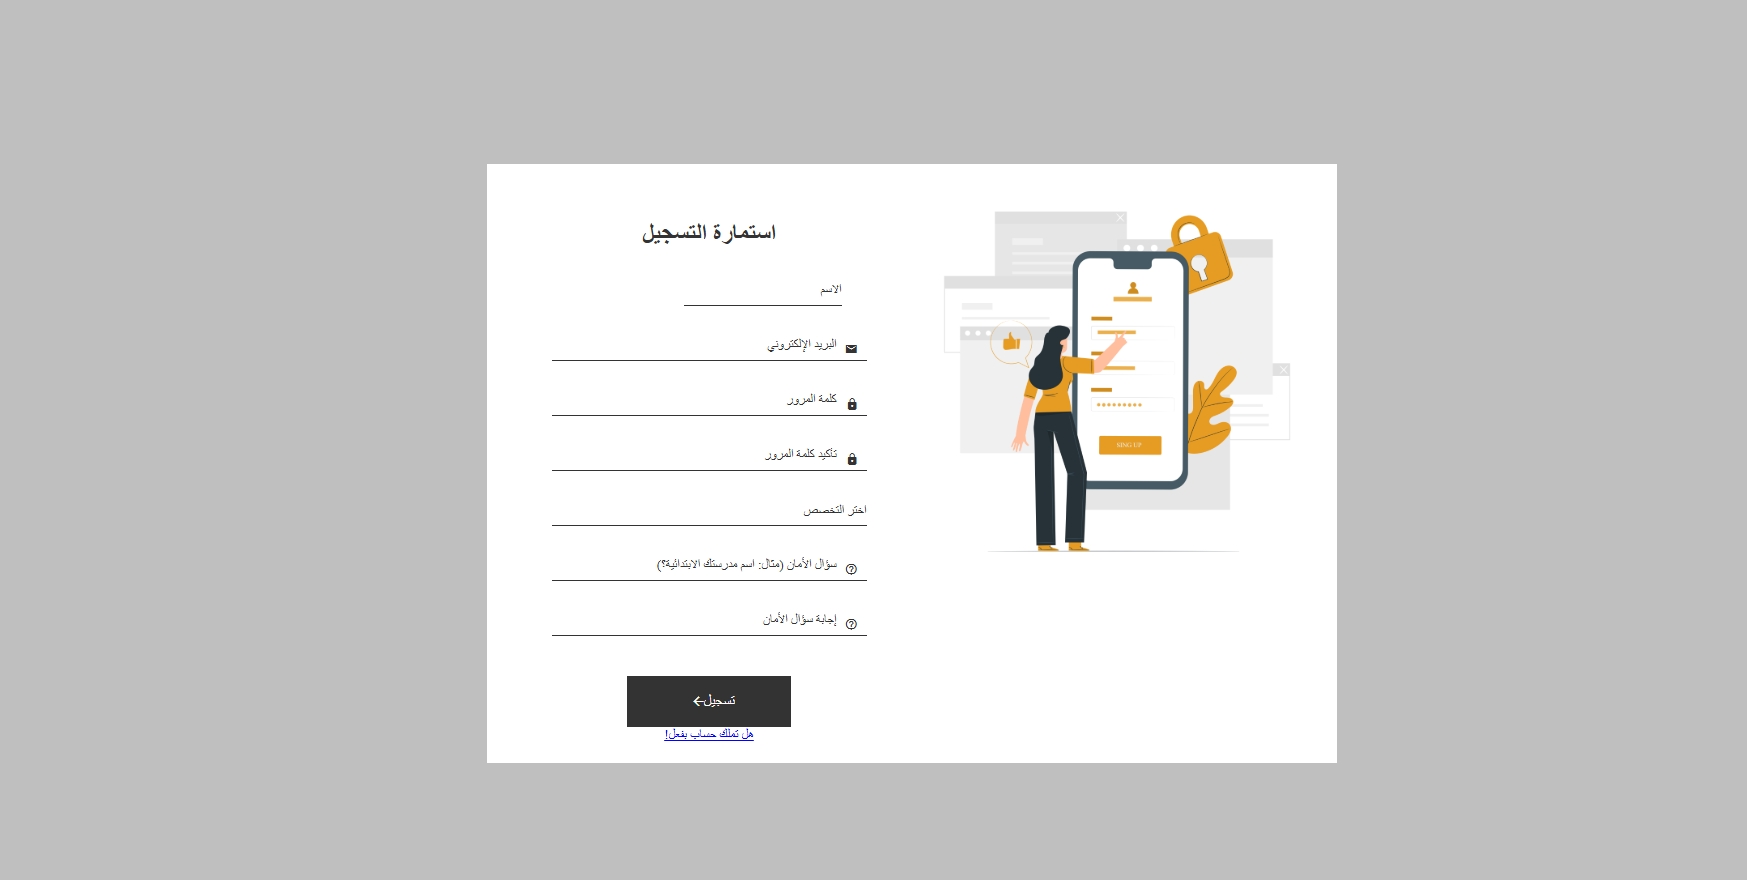 استمارة التسجيل
الاسم
البريد الإلكتروني
كلمة المرور
تأكيد كلمة المرور
اختر التخصص
سؤال الأمان (مثال: اسم مدرستك الابتدائية؟)
إجابة سؤال الأمان
تسجيل
هل تملك حساب بفعل!
SING UP